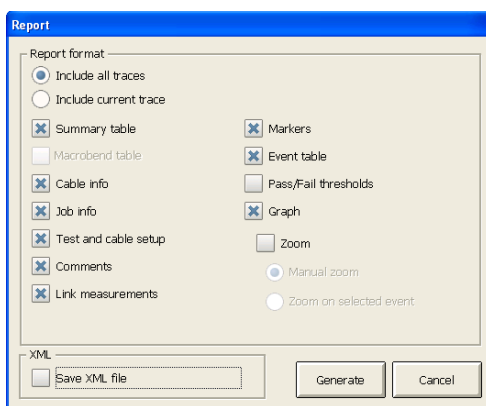 Report
Report format
Include all traces
Include current trace
Summary table
Macrobend table
Cable info
Job info
Test and cable setup
Comments
Link measurements
Markers
Event table
Pass/Fail thresholds
Graph
Zoom
Manual zoom
Zoom on selected event
XML
Save XML file
Generate
Cancel